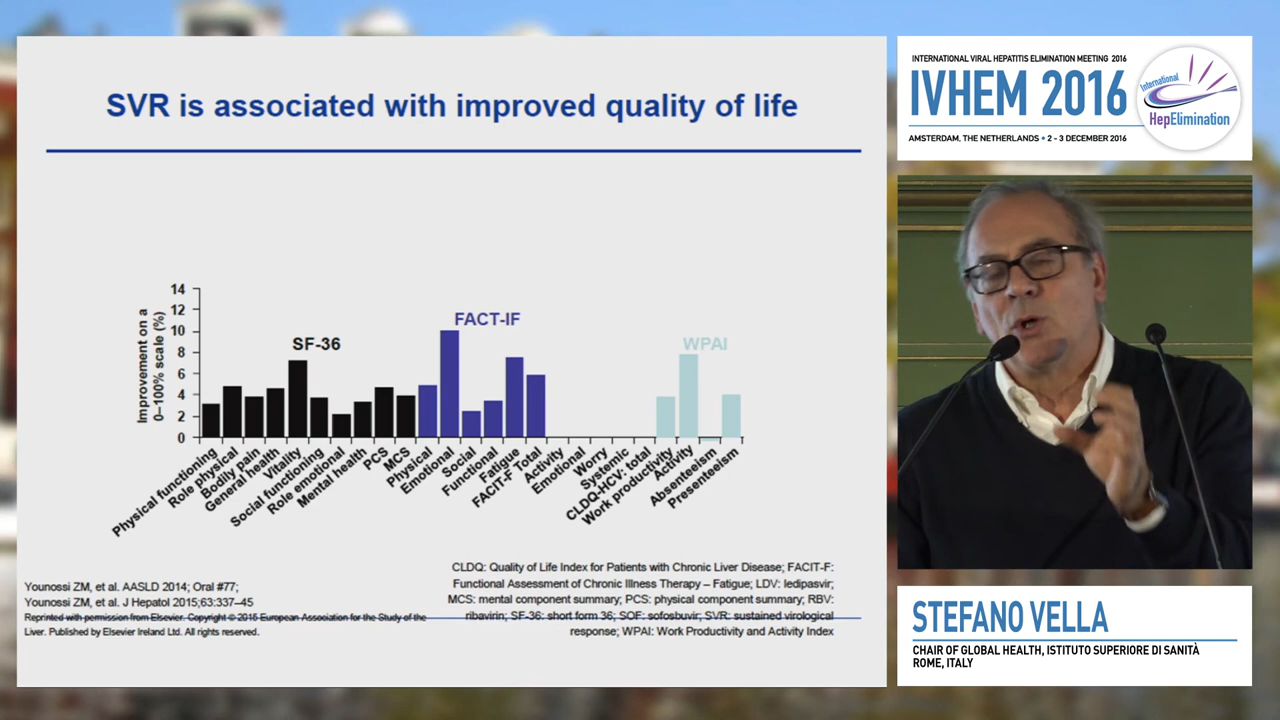 SVR is associated with improved quality of life
Improvement on a
0–100% scale (%)
14
12
10
8
6
4
2
0
SF-36
FACT-IF
WPAI
Physical functioning
Role physical
Bodily pain
General health
Vitality
Social functioning
Role emotional
Mental health
PCS
MCS
Physical
Emotional
Social
Functional
Fatigue
FACIT-F Total
Activity
Emotional
Worry
Systemic
CLDQ-HCV: total
Work productivity
Activity
Absenteeism
Presenteeism
Younossi ZM, et al. AASLD 2014; Oral #77;
Younossi ZM, et al. J Hepatol 2015;63:337–45
Reprinted with permission from Elsevier. Copyright © 2015 European Association for the Study of the
Liver. Published by Elsevier Ireland Ltd. All rights reserved.
CLDQ: Quality of Life Index for Patients with Chronic Liver Disease; FACIT-F:
Functional Assessment of Chronic Illness Therapy – Fatigue; LDV: ledipasvir;
MCS: mental component summary; PCS: physical component summary; RBV:
ribavirin; SF-36: short form 36; SOF: sofosbuvir; SVR: sustained virological
response; WPAI: Work Productivity and Activity Index
INTERNATIONAL VIRAL HEPATITIS ELIMINATION MEETING 2016
IVHEM 2016
AMSTERDAM, THE NETHERLANDS • 2 - 3 DECEMBER 2016
International
HepElimination
STEFANO VELLA
CHAIR OF GLOBAL HEALTH, ISTITUTO SUPERIORE DI SANITÀ
ROME, ITALY